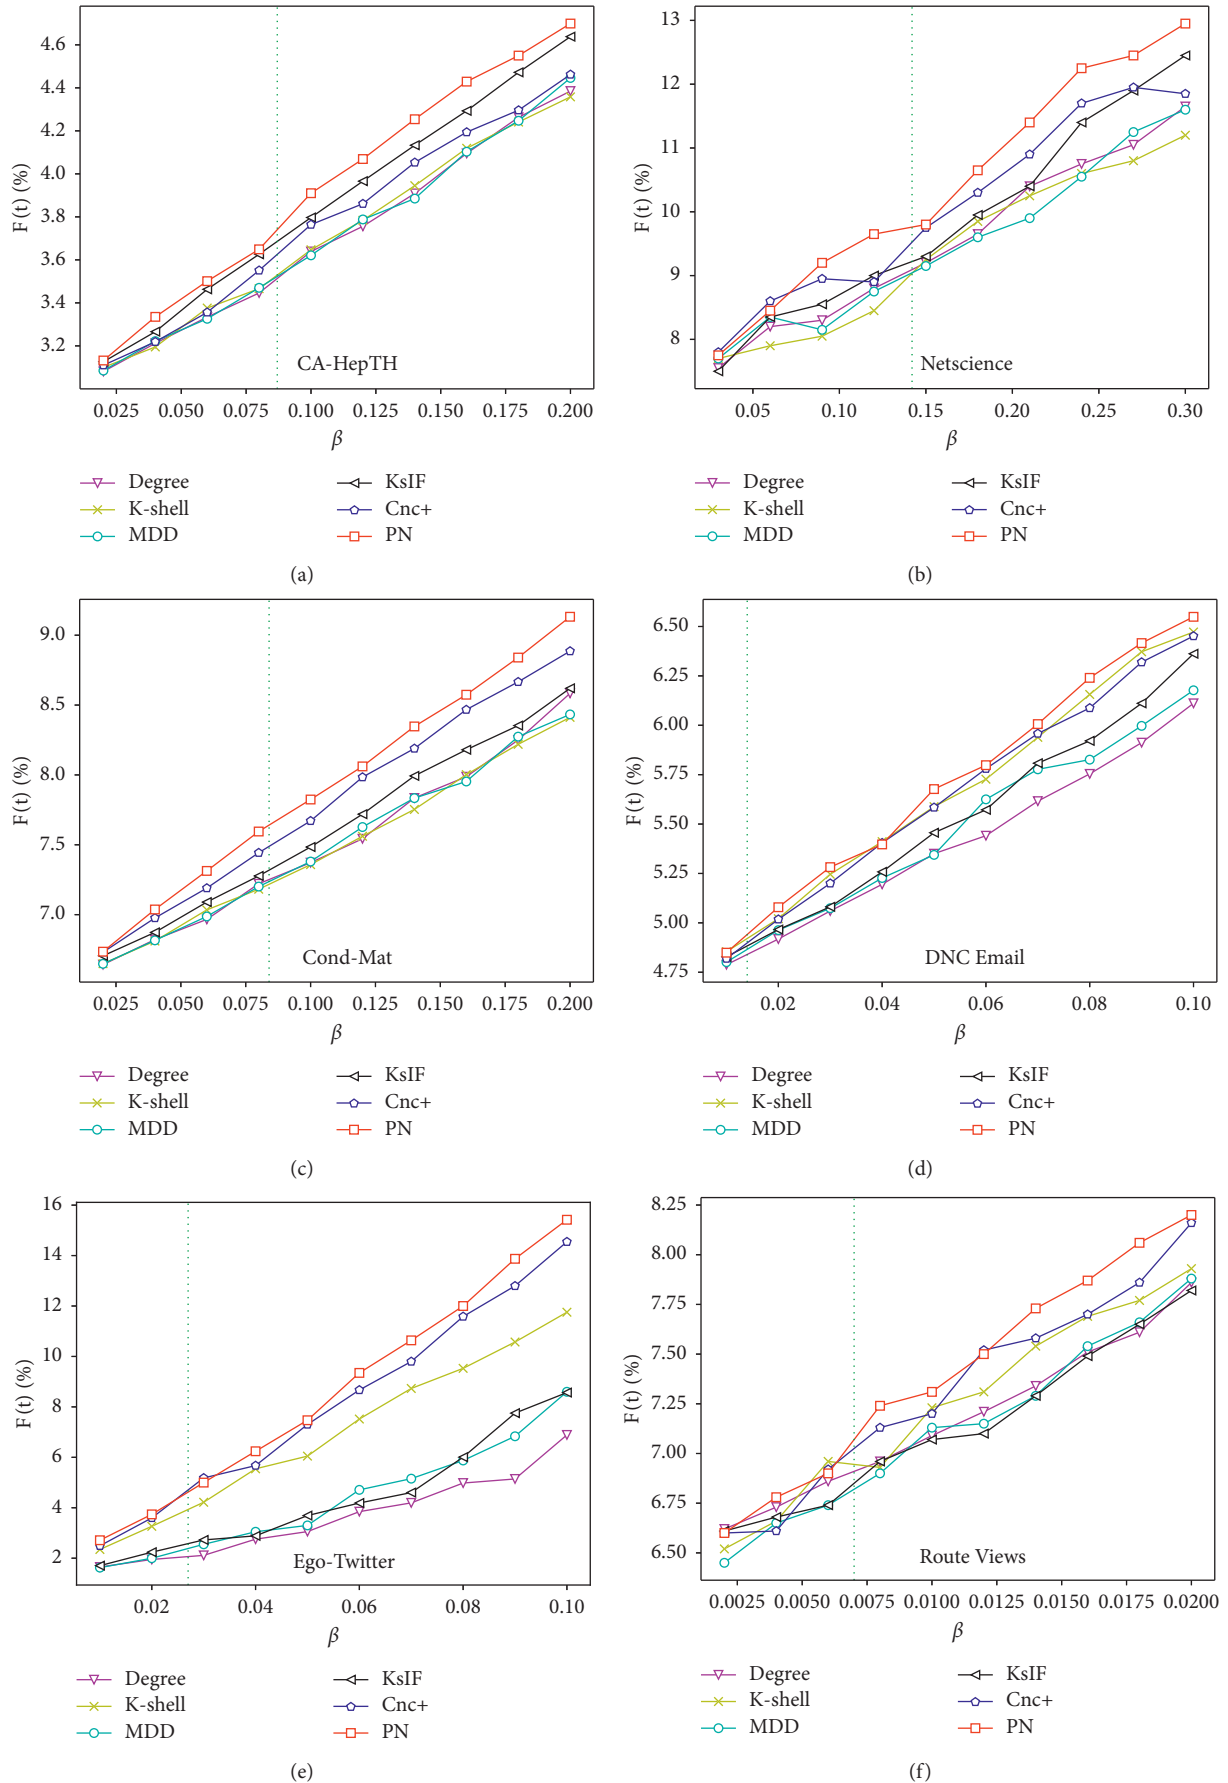 4.6
4.4
4.2
4.0
3.8
3.6
3.4
3.2
F(t) (%)
CA-HepTH
0.025 0.050 0.075 0.100 0.125 0.150 0.175 0.200
β
Degree KsIF
K-shell Cnc+
MDD PN
(a)
13
12
11
10
9
8
F(t) (%)
Netscience
0.05 0.10 0.15 0.20 0.25 0.30
β
Degree KsIF
K-shell Cnc+
MDD PN
(b)
9.0
8.5
8.0
7.5
7.0
F(t) (%)
Cond-Mat
0.025 0.050 0.075 0.100 0.125 0.150 0.175 0.200
β
Degree KsIF
K-shell Cnc+
MDD PN
(c)
6.50
6.25
6.00
5.75
5.50
5.25
5.00
4.75
F(t) (%)
DNC Email
0.02 0.04 0.06 0.08 0.10
β
Degree KsIF
K-shell Cnc+
MDD PN
(d)
16
14
12
10
8
6
4
2
F(t) (%)
Ego-Twitter
0.02 0.04 0.06 0.08 0.10
β
Degree KsIF
K-shell Cnc+
MDD PN
(e)
8.25
8.00
7.75
7.50
7.25
7.00
6.75
6.50
F(t) (%)
Route Views
0.0025 0.0050 0.0075 0.0100 0.0125 0.0150 0.0175 0.0200
β
Degree KsIF
K-shell Cnc+
MDD PN
(f)